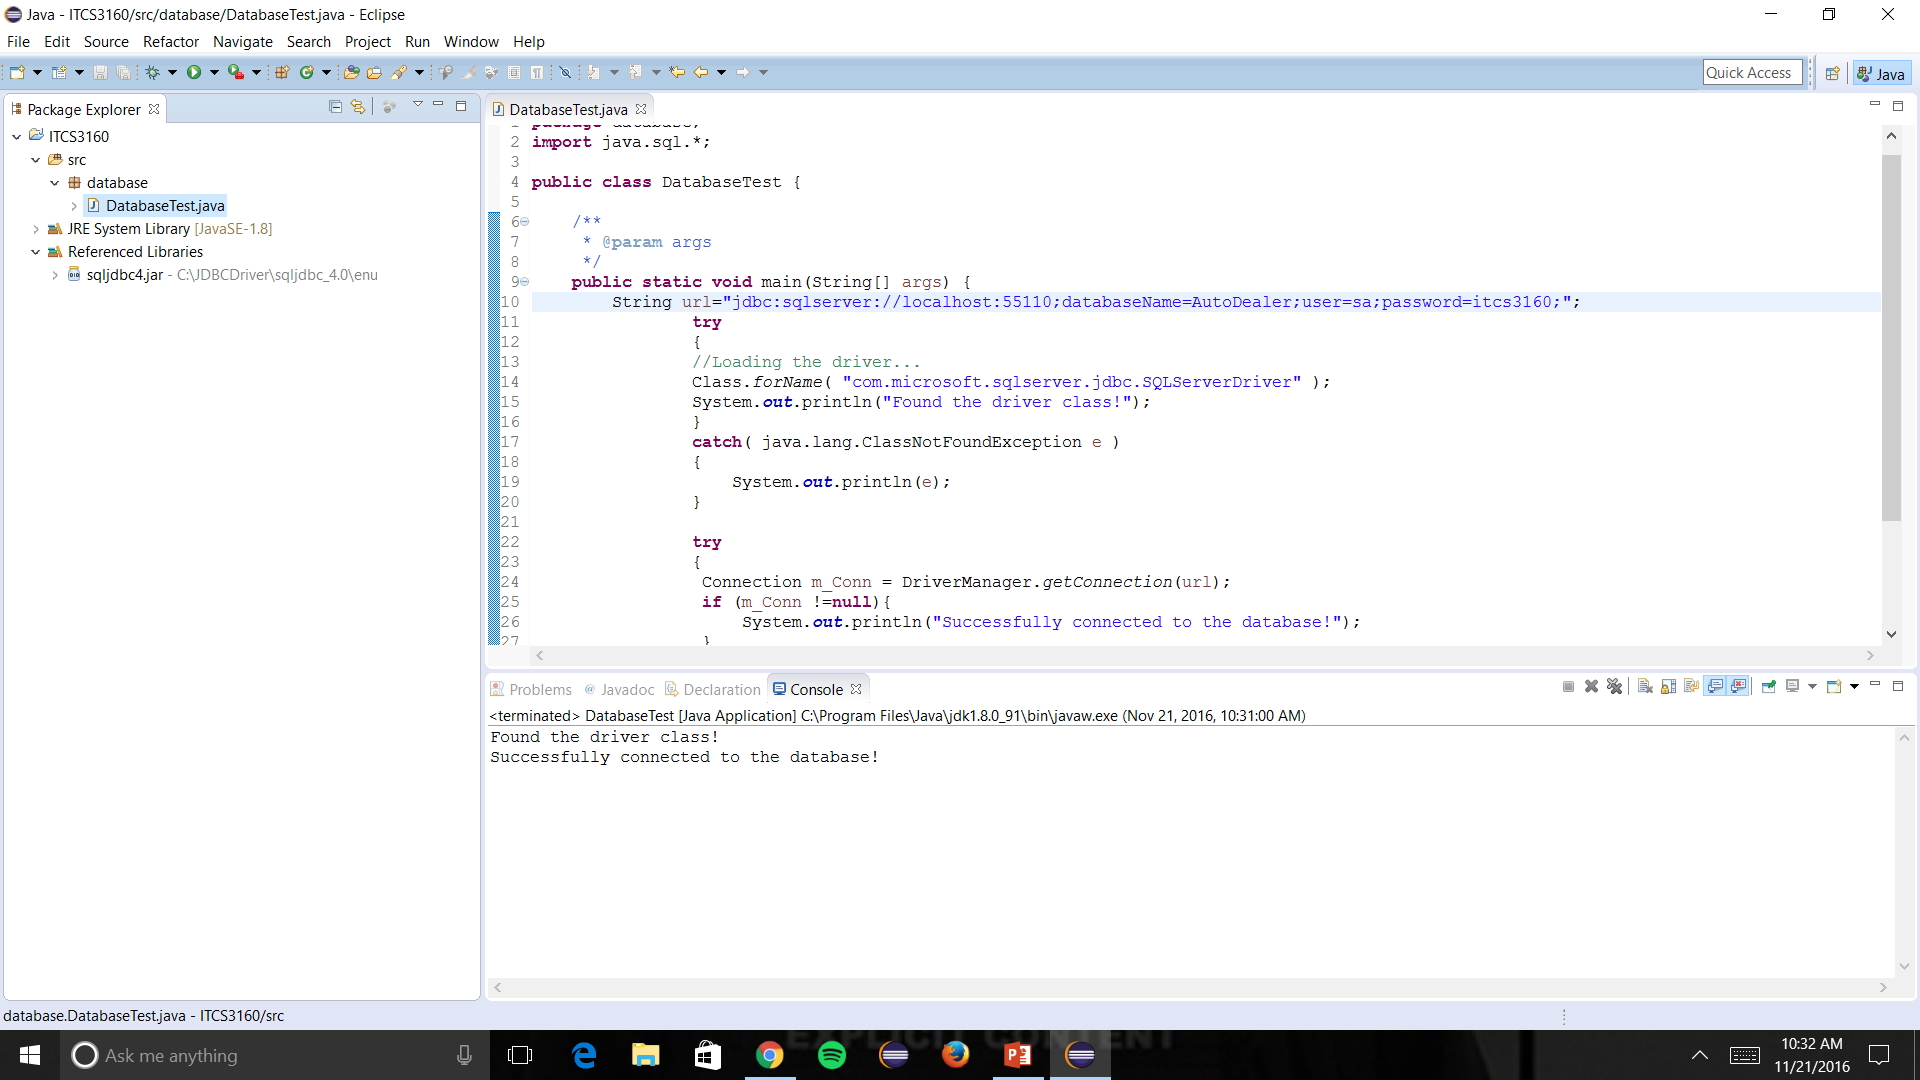 Java - ITCS3160/src/database/DatabaseTest.java - Eclipse
File Edit Source Refactor Navigate Search Project Run Window Help
Quick Access
Java
Package Explorer
ITCS3160
src
database
DatabaseTest.java
JRE System Library [JavaSE-1.8]
Referenced Libraries
sqljdbc4.jar - C:\JDBCDriver\sqljdbc_4.0\enu
DatabaseTest.java
1 package database;
2 import java.sql.*;
3
4 public class DatabaseTest {
5
6 /**
7 * @param args
8 */
9 public static void main(String[] args) {
10 String url="jdbc:sqlserver://localhost:55110;databaseName=AutoDealer;user=sa;password=itcs3160;";
11 try
12 {
13 //Loading the driver...
14 Class.forName( "com.microsoft.sqlserver.jdbc.SQLServerDriver" );
15 System.out.println("Found the driver class!");
16 }
17 catch( java.lang.ClassNotFoundException e )
18 {
19 System.out.println(e);
20 }
21
22 try
23 {
24 Connection m_Conn = DriverManager.getConnection(url);
25 if (m_Conn !=null){
26 System.out.println("Successfully connected to the database!");
27 }
Problems @ Javadoc Declaration Console
<terminated> DatabaseTest [Java Application] C:\Program Files\Java\jdk1.8.0_91\bin\javaw.exe (Nov 21, 2016, 10:31:00 AM)
Found the driver class!
Successfully connected to the database!
database.DatabaseTest.java - ITCS3160/src
EXPLICIT CONTENT
Ask me anything
10:32 AM
11/21/2016